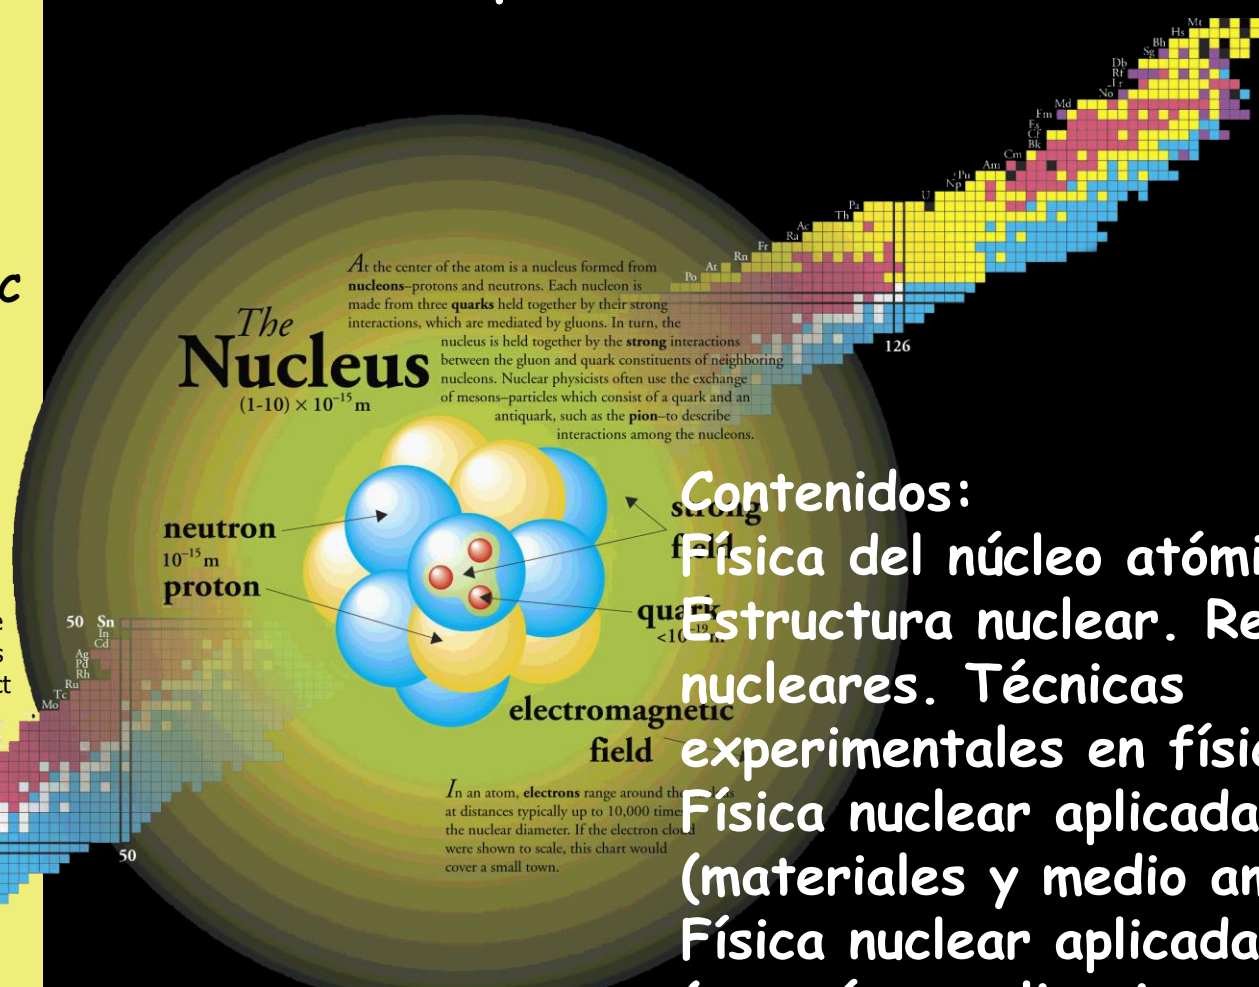 Mt
Hs
Bh
Sg
Db
Rf
Lr
No
Md
Fm
Es
Cf
Bk
Cm
Am
Pu
Np
U
Pa
Th
Ac
Ra
Fr
Rn
At
Po
126
c
At the center of the atom is a nucleus formed from
nucleons–protons and neutrons. Each nucleon is
made from three quarks held together by their strong
interactions, which are mediated by gluons. In turn, the
nucleus is held together by the strong interactions
between the gluon and quark constituents of neighboring
nucleons. Nuclear physicists often use the exchange
of mesons–particles which consist of a quark and an
antiquark, such as the pion–to describe
interactions among the nucleons.
The
Nucleus
(1-10) × 10⁻¹⁵ m
neutron
10⁻¹⁵ m
proton
strong
field
quark
<10⁻¹⁹ m
electromagnetic
field
In an atom, electrons range around the nucleus
at distances typically up to 10,000 times
the nuclear diameter. If the electron cloud
were shown to scale, this chart would
cover a small town.
50 Sn
In
Cd
Ag
Pd
Rh
Ru
Tc
Mo
50
e
s
ct
Contenidos:
Física del núcleo atómi
Estructura nuclear. Re
nucleares. Técnicas
experimentales en físic
Física nuclear aplicada
(materiales y medio am
Física nuclear aplicada